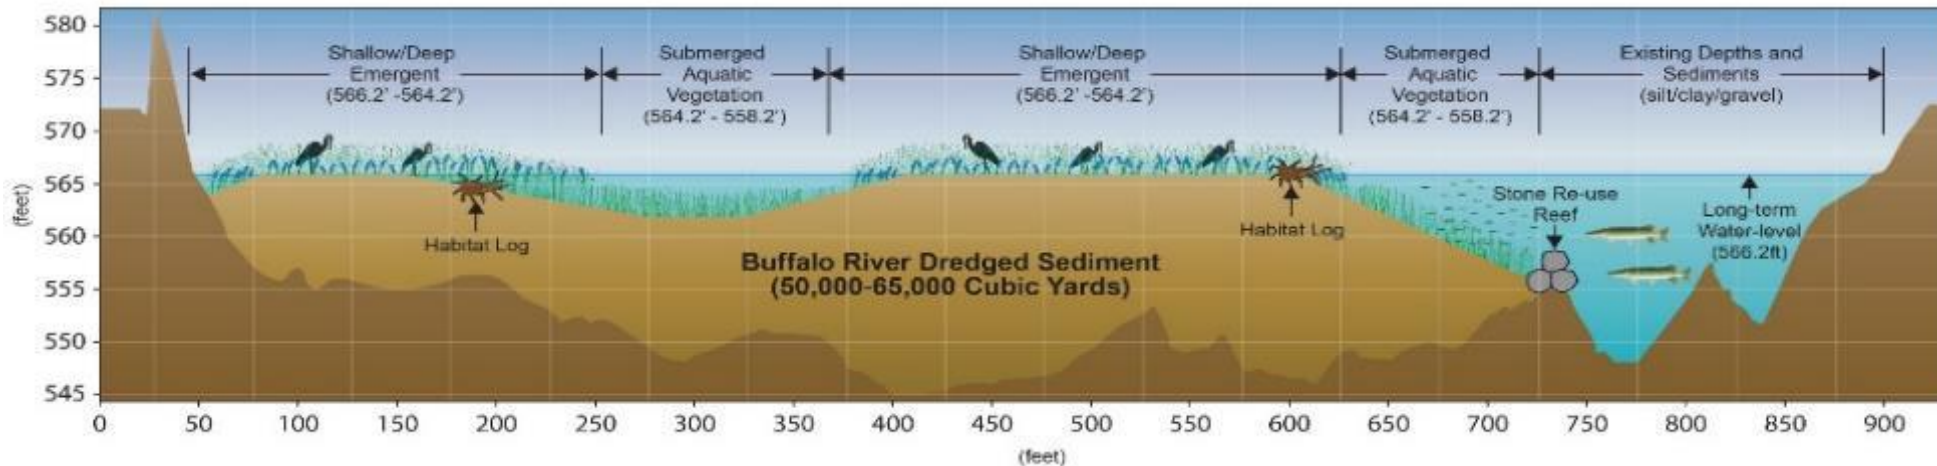 580
575
570
565
560
555
550
545
(feet)
Shallow/Deep
Emergent
(566.2' -564.2')
Submerged
Aquatic
Vegetation
(564.2' - 558.2')
Shallow/Deep
Emergent
(566.2' -564.2')
Submerged
Aquatic
Vegetation
(564.2' - 558.2')
Existing Depths and
Sediments
(silt/clay/gravel)
Habitat Log
Habitat Log
Stone Re-use
Reef
Long-term
Water-level
(566.2ft)
Buffalo River Dredged Sediment
(50,000-65,000 Cubic Yards)
0 50 100 150 200 250 300 350 400 450 500 550 600 650 700 750 800 850 900
(feet)